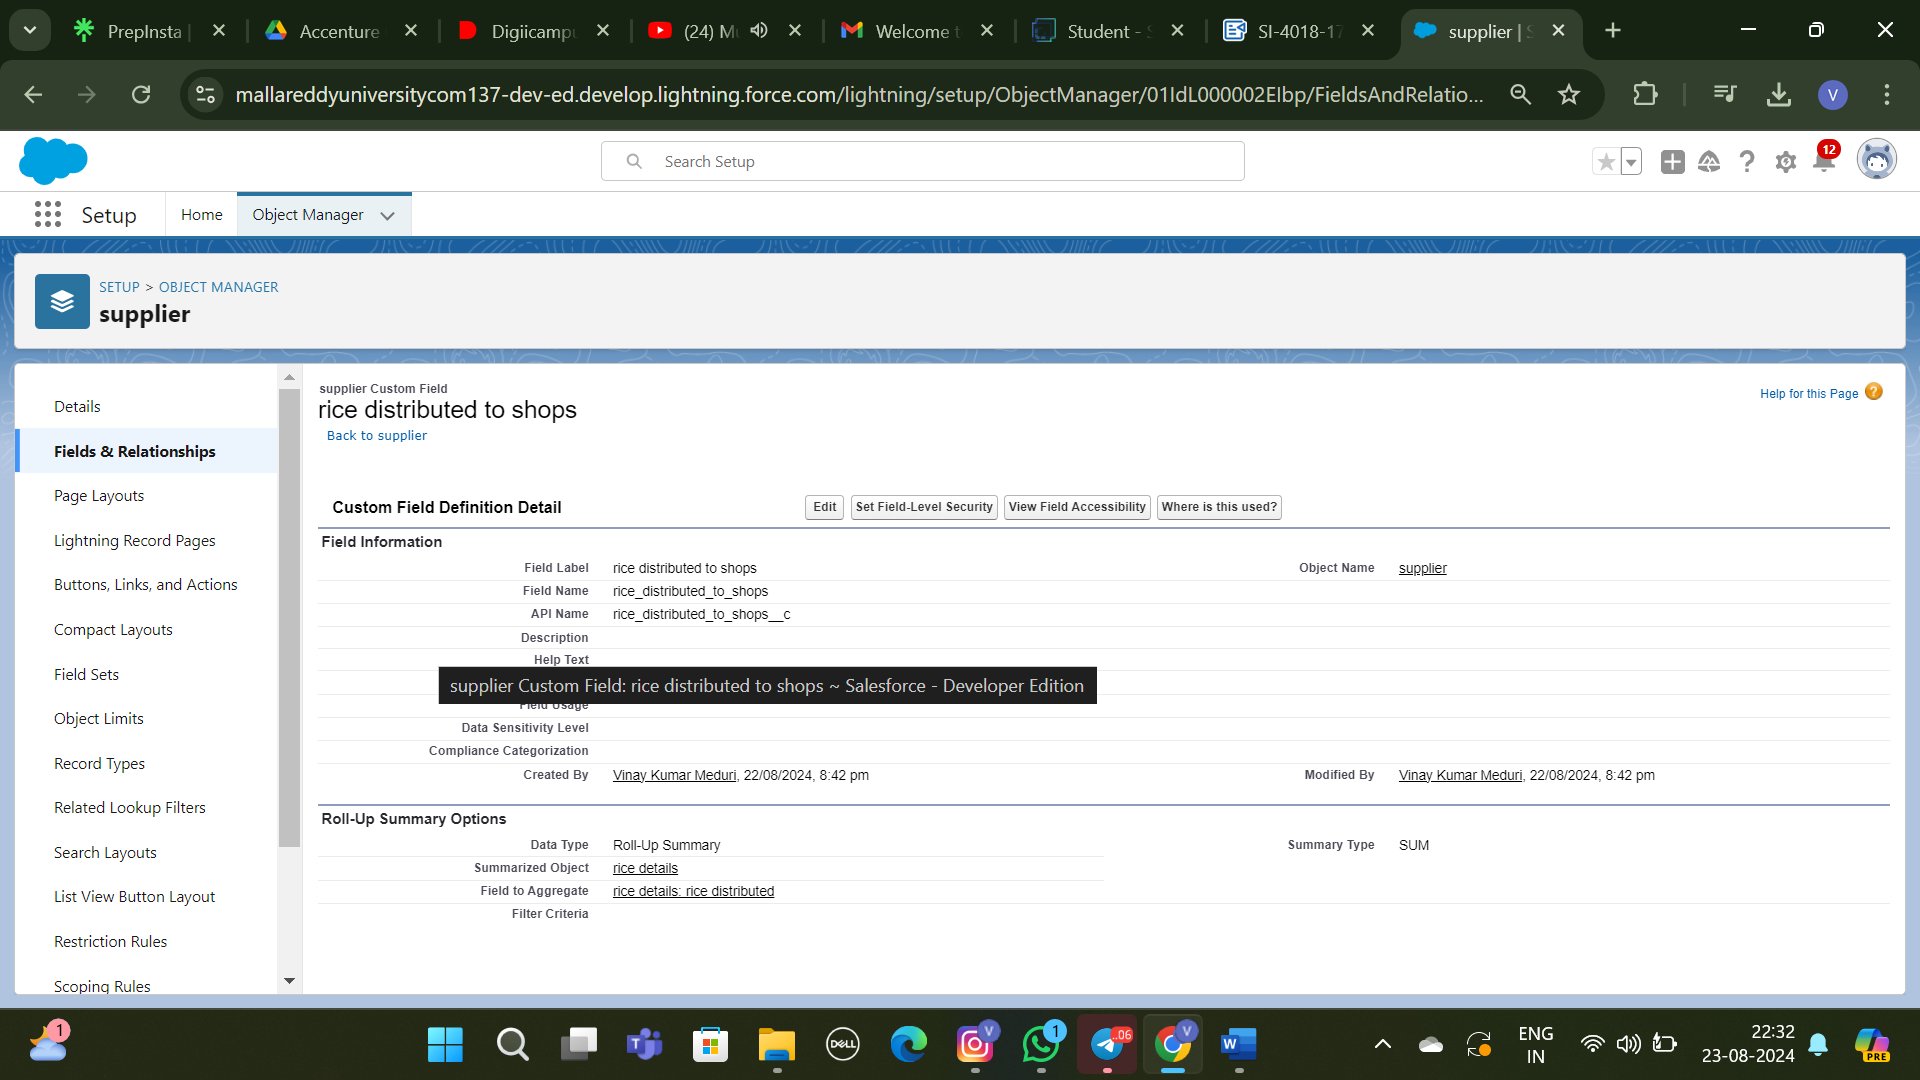 PrepInsta |
Accenture
Digiicampu
(24) Mu
Welcome t
Student - S
SI-4018-17
supplier | S
mallareddyuniversitycom137-dev-ed.develop.lightning.force.com/lightning/setup/ObjectManager/01IdL000002EIbp/FieldsAndRelatio...
V
Search Setup
12
Setup
Home
Object Manager
SETUP > OBJECT MANAGER
supplier
Details
Fields & Relationships
Page Layouts
Lightning Record Pages
Buttons, Links, and Actions
Compact Layouts
Field Sets
Object Limits
Record Types
Related Lookup Filters
Search Layouts
List View Button Layout
Restriction Rules
Scoping Rules
supplier Custom Field
rice distributed to shops
Back to supplier
Help for this Page ?
Custom Field Definition Detail
Edit
Set Field-Level Security
View Field Accessibility
Where is this used?
Field Information
Field Label rice distributed to shops Object Name supplier
Field Name rice_distributed_to_shops
API Name rice_distributed_to_shops__c
Description
Help Text
supplier Custom Field: rice distributed to shops ~ Salesforce - Developer Edition
Field Usage
Data Sensitivity Level
Compliance Categorization
Created By Vinay Kumar Meduri, 22/08/2024, 8:42 pm Modified By Vinay Kumar Meduri, 22/08/2024, 8:42 pm
Roll-Up Summary Options
Data Type Roll-Up Summary Summary Type SUM
Summarized Object rice details
Field to Aggregate rice details: rice distributed
Filter Criteria
1
DELL
V
1
..06
V
W
ENG
IN
22:32
23-08-2024
PRE